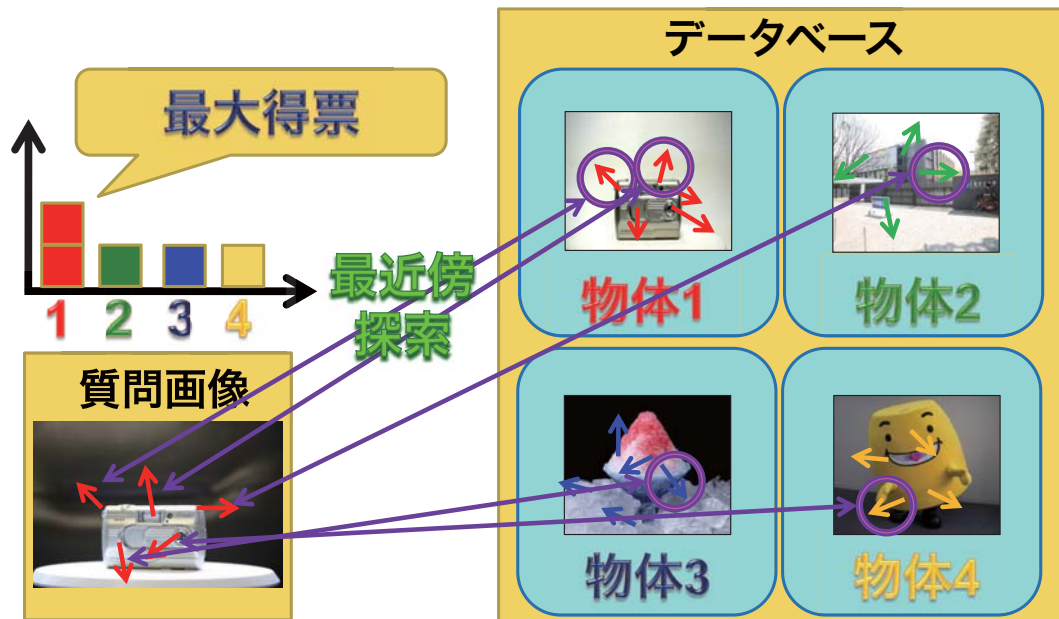 データベース
最大得票
1 2 3 4
最近傍
探索
質問画像
物体1
物体2
物体3
物体4